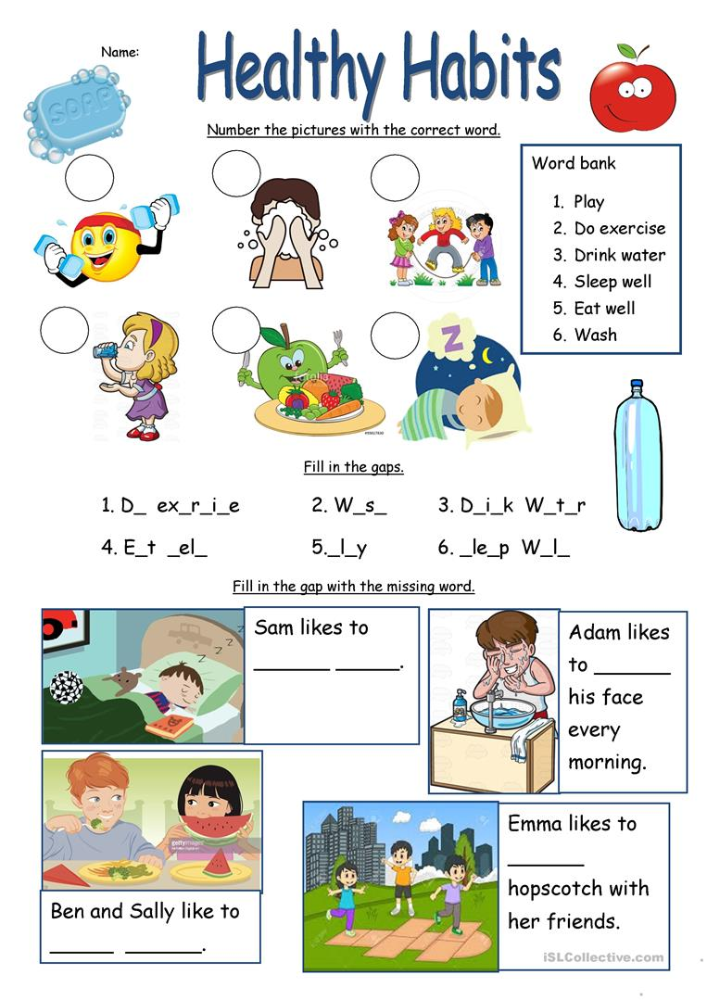 Name:
Healthy Habits
SOAP
Number the pictures with the correct word.
Word bank
1. Play
2. Do exercise
3. Drink water
4. Sleep well
5. Eat well
6. Wash
Z
Fill in the gaps.
1. D_ ex_r_i_e 2. W_s_ 3. D_i_k W_t_r
4. E_t _el_ 5._l_y 6. _le_p W_l_
Fill in the gap with the missing word.
Sam likes to
______ _____.
z z z z
Adam likes
to ______
his face
every
morning.
gettyimages
Ben and Sally like to
_____ ______.
Emma likes to
______
hopscotch with
her friends.
iSLCollective.com